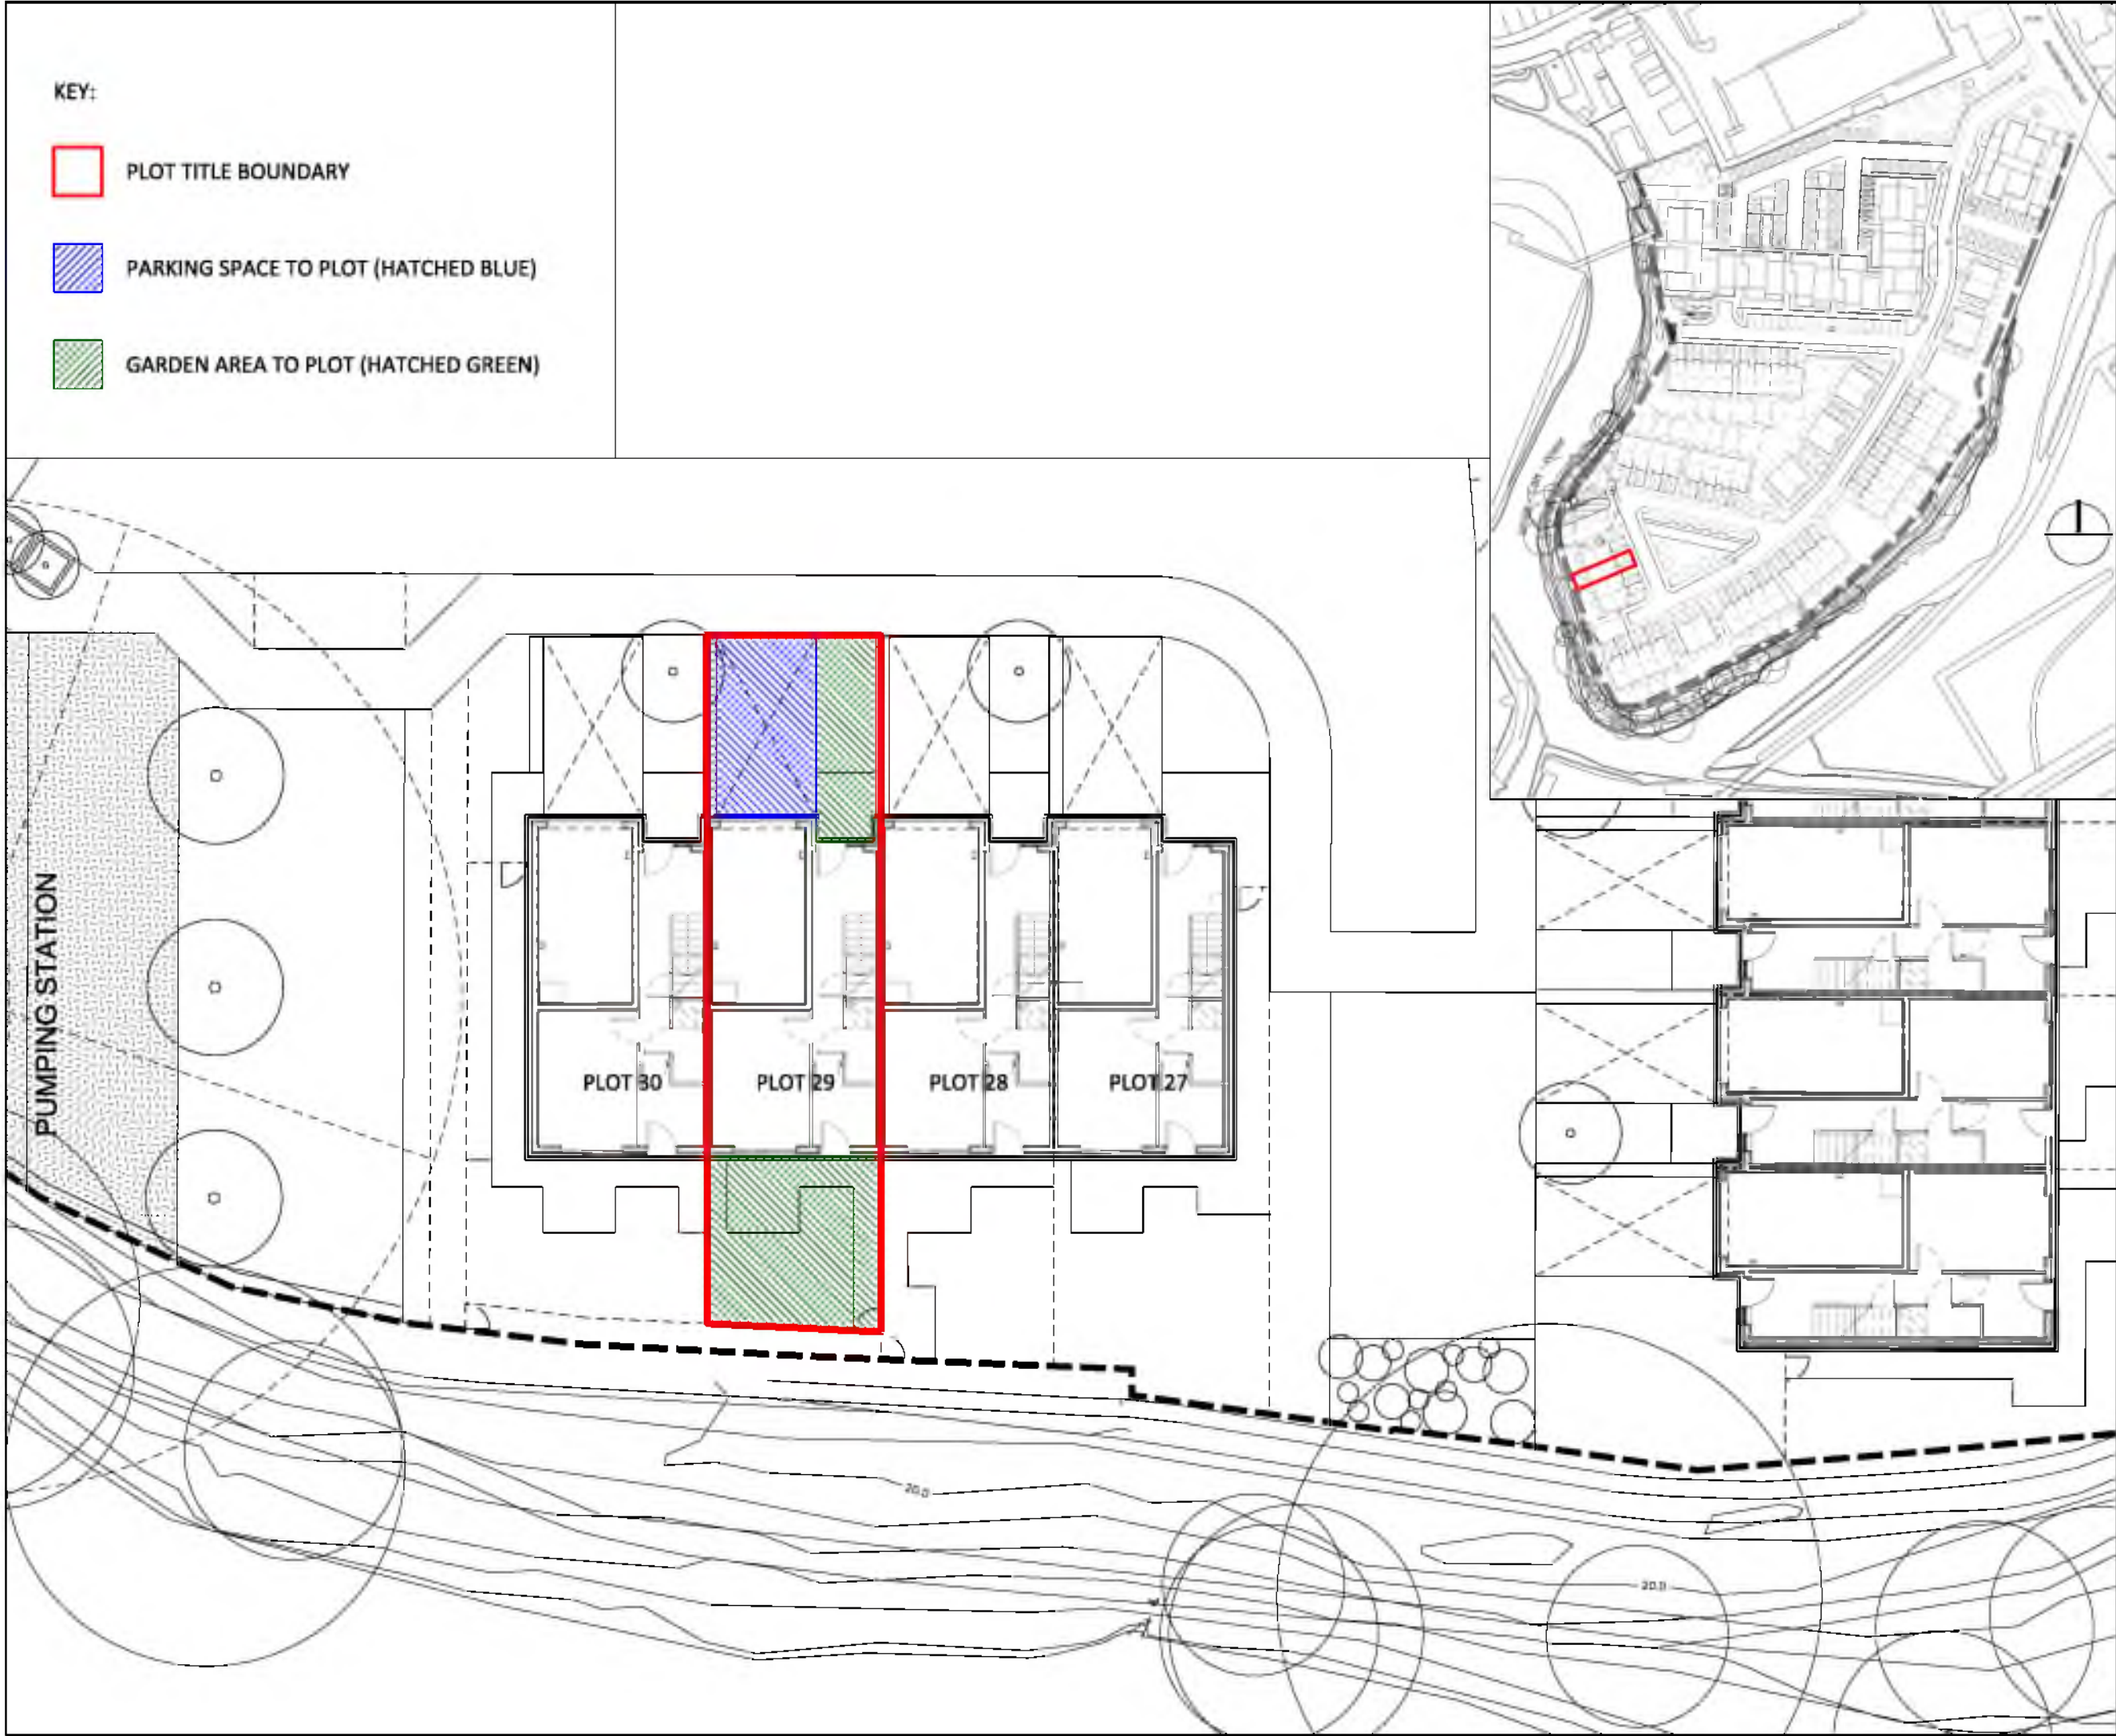 KEY:
PLOT TITLE BOUNDARY
PARKING SPACE TO PLOT (HATCHED BLUE)
GARDEN AREA TO PLOT (HATCHED GREEN)
PUMPING STATION
PLOT 30
PLOT 29
PLOT 28
PLOT 27
20.0
20.0